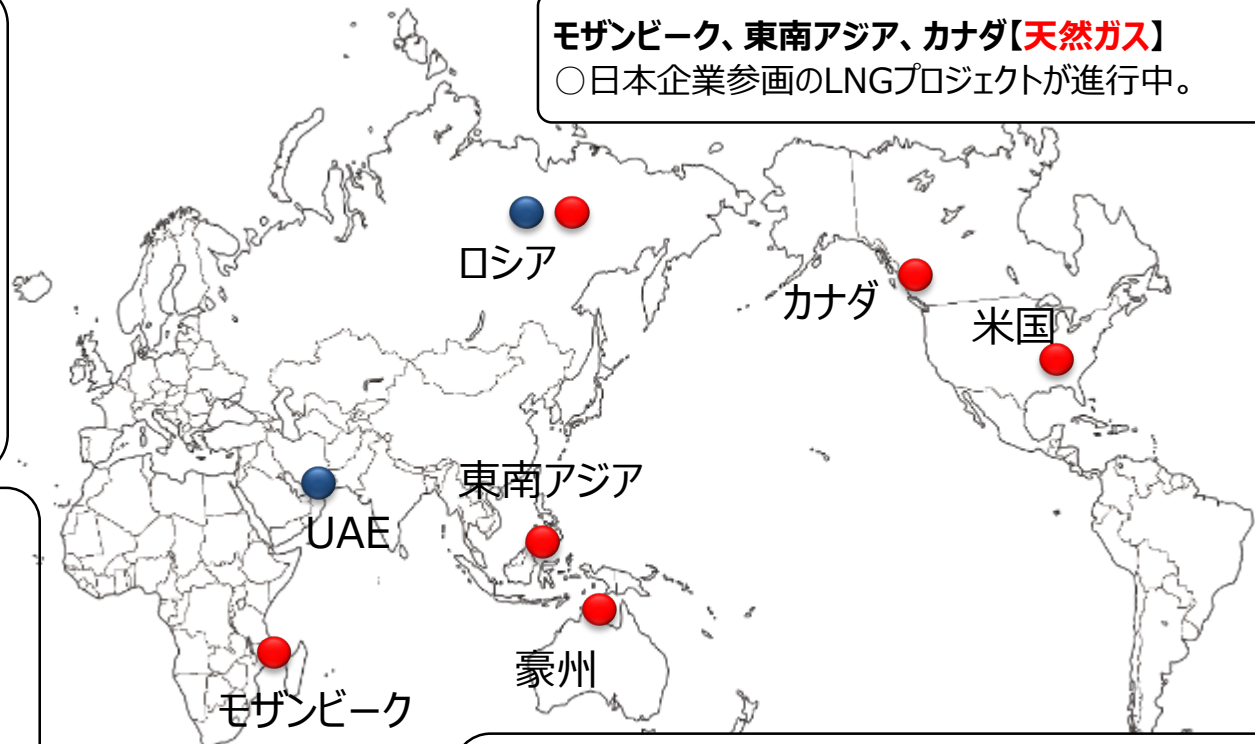 モザンビーク、東南アジア、カナダ【天然ガス】
○日本企業参画のLNGプロジェクトが進行中。
ロシア
カナダ
米国
東南アジア
UAE
豪州
モザンビーク